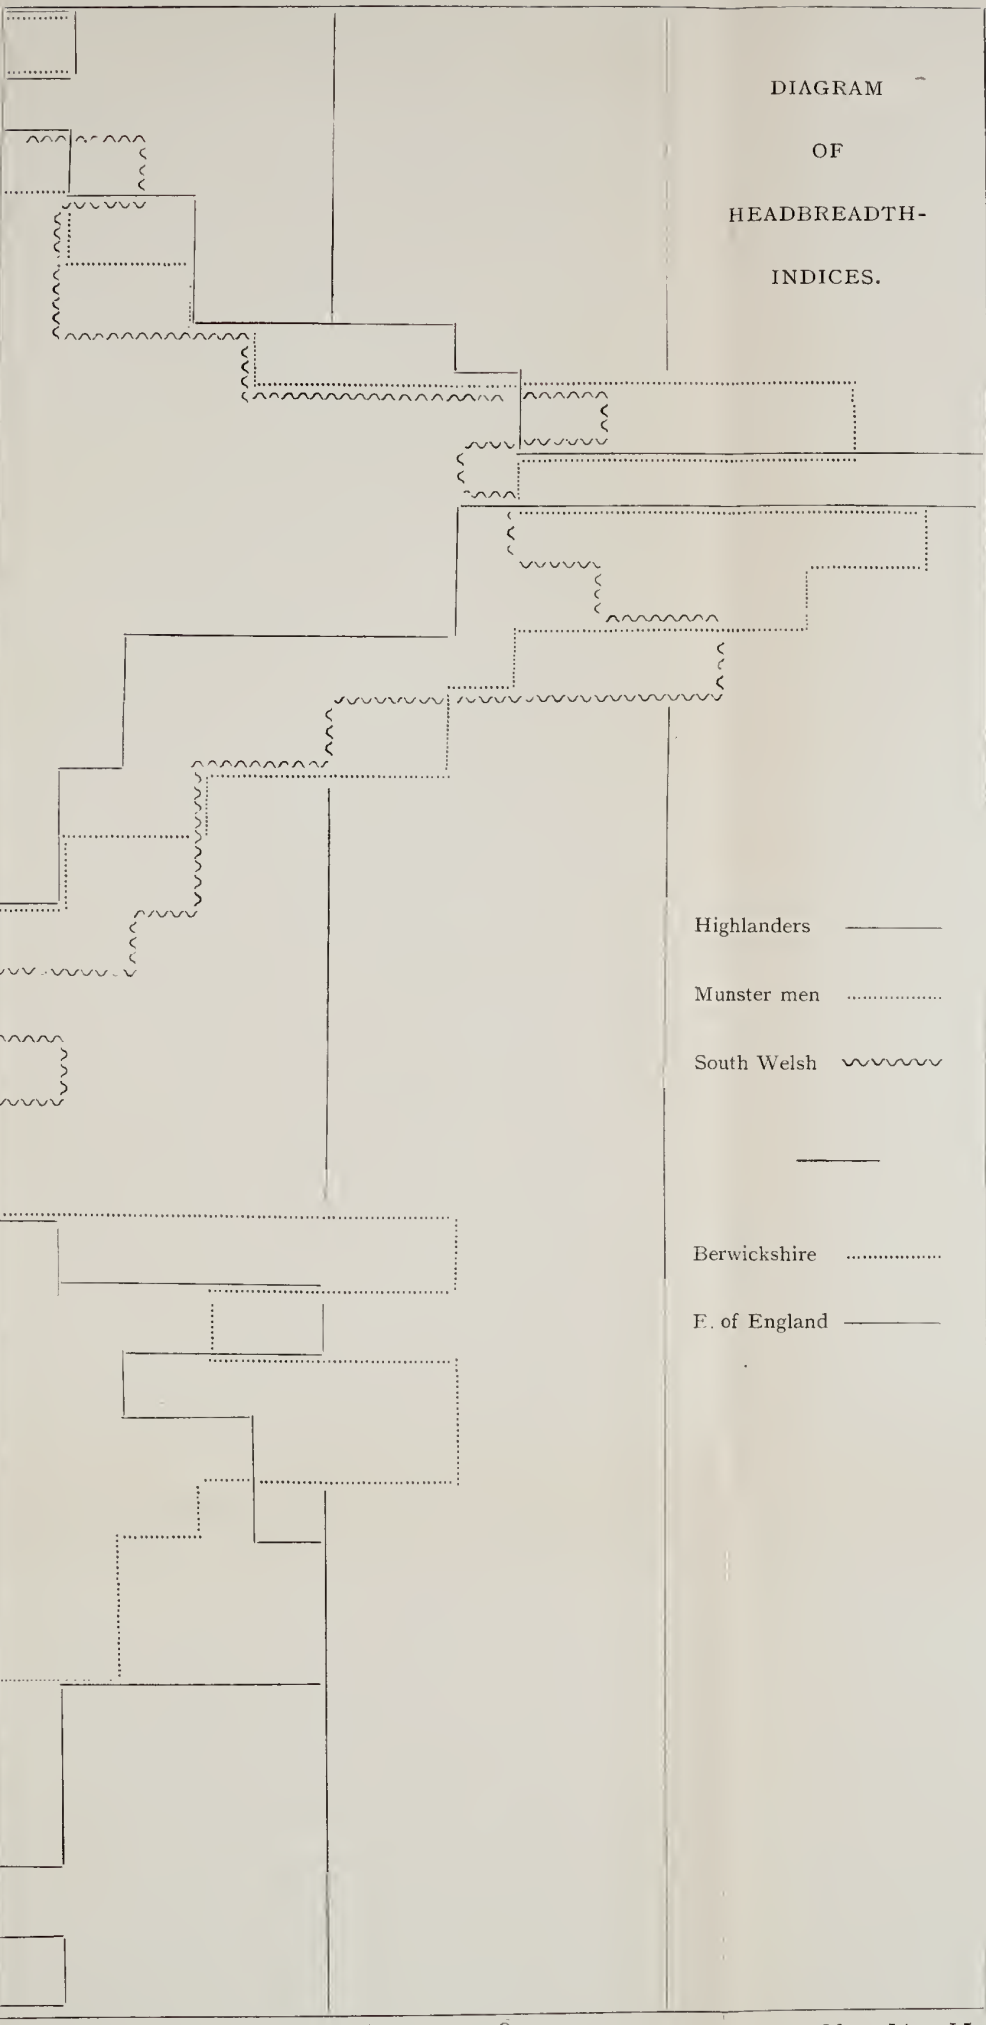 DIAGRAM
OF
HEADBREADTH-
INDICES.
Highlanders
Munster men
South Welsh
Berwickshire
E. of England